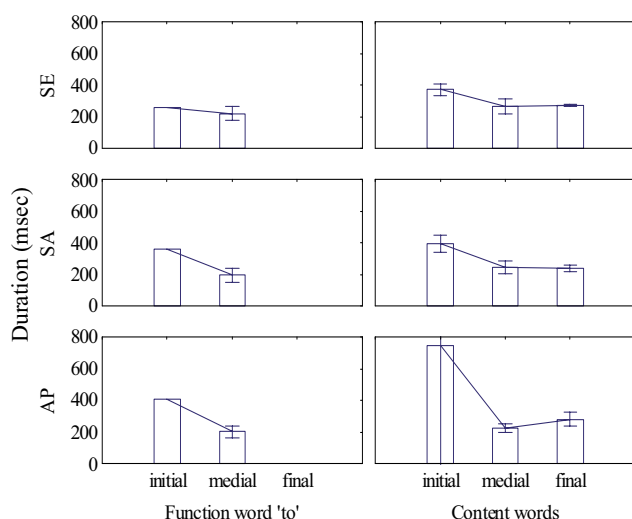 Duration (msec)
SE
800
600
400
200
0
SA
800
600
400
200
0
AP
800
600
400
200
0
initial medial final
initial medial final
Function word 'to'
Content words